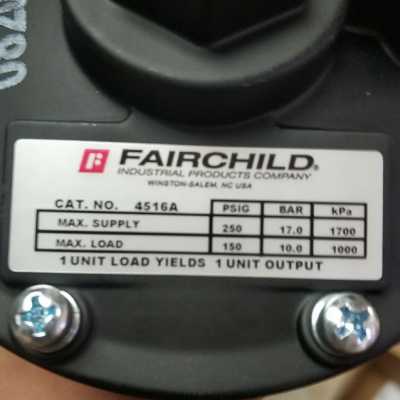 FAIRCHILD®
INDUSTRIAL PRODUCTS COMPANY
WINSTON-SALEM, NC USA
CAT. NO. 4516A PSIG BAR kPa
MAX. SUPPLY 250 17.0 1700
MAX. LOAD 150 10.0 1000
1 UNIT LOAD YIELDS 1 UNIT OUTPUT